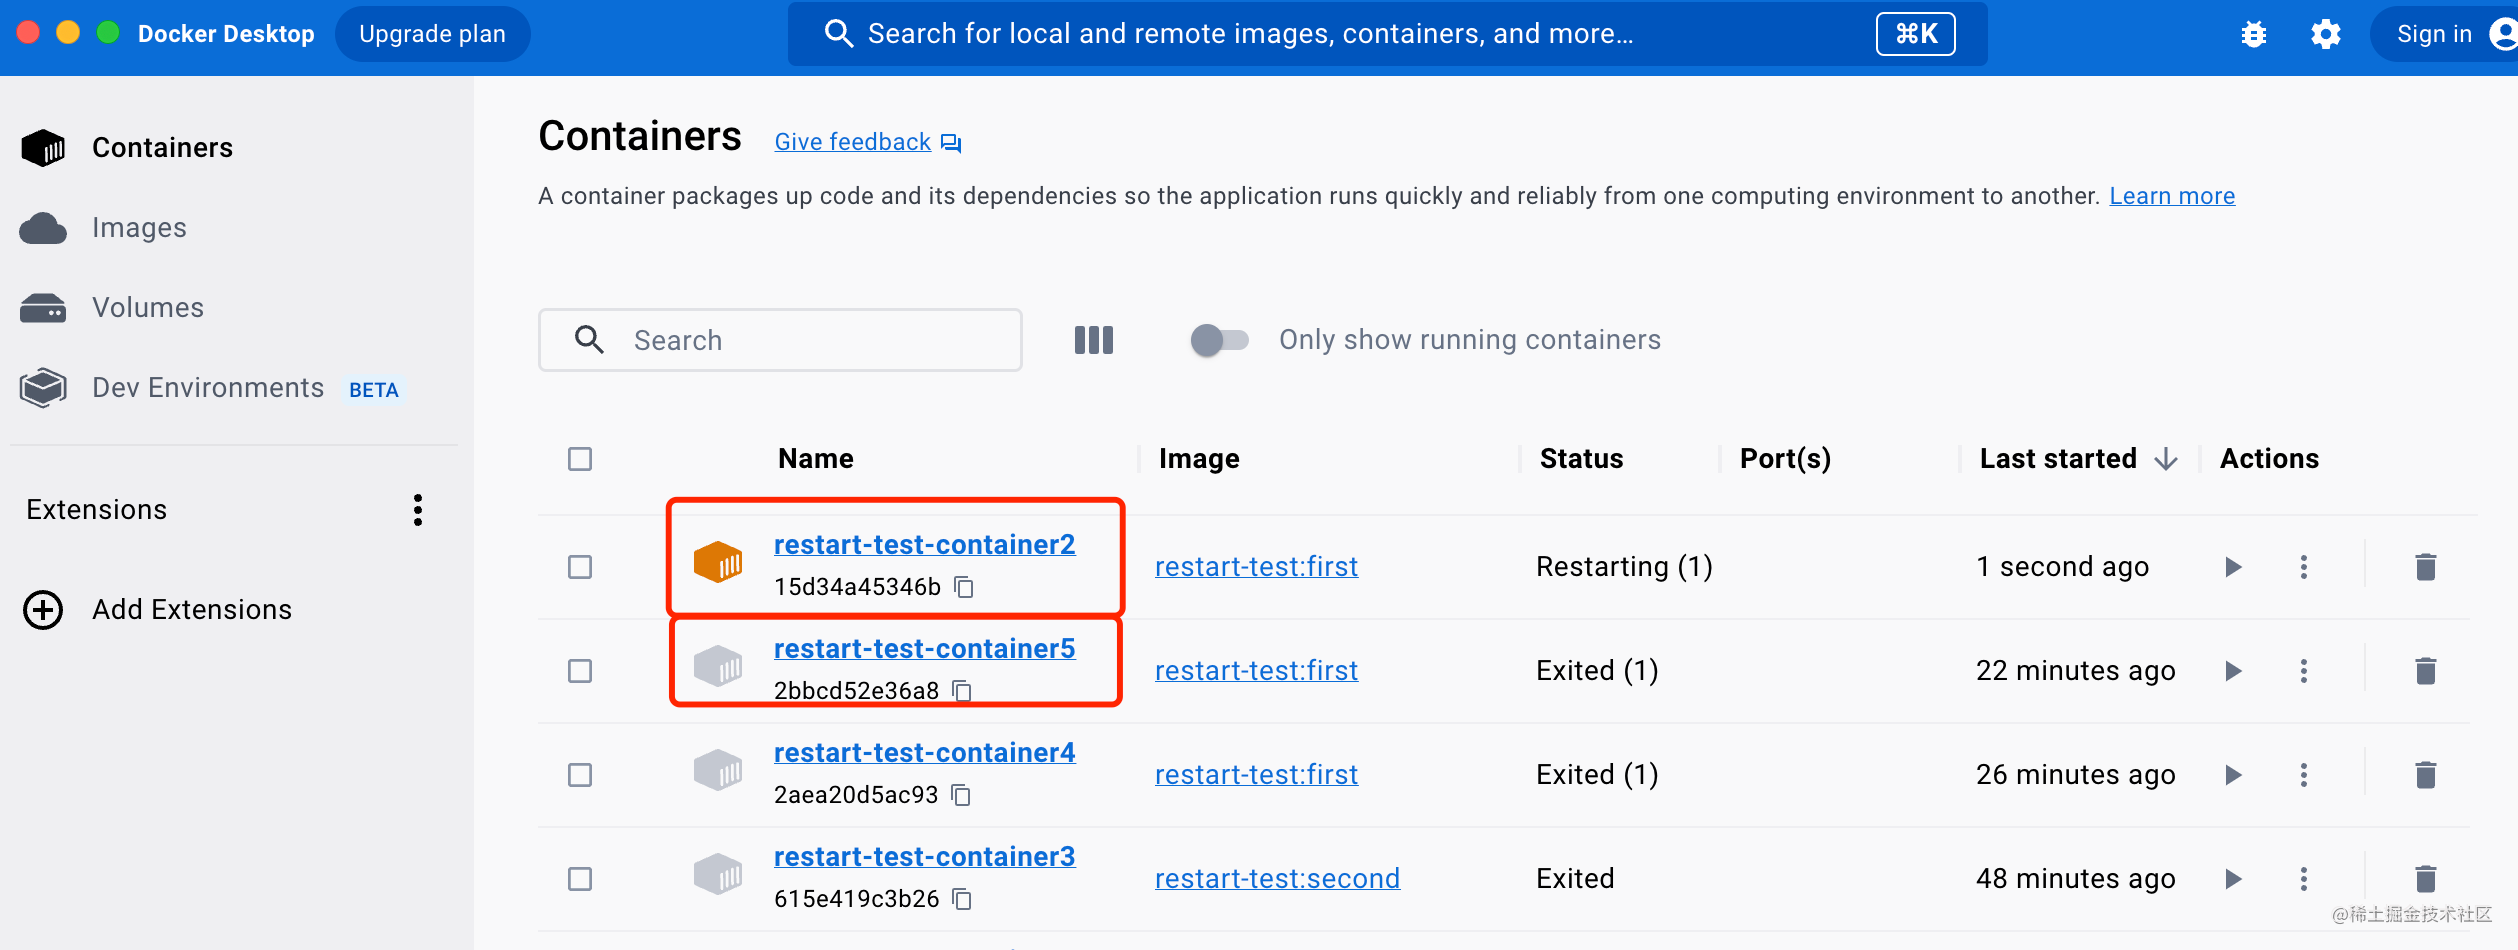 Docker Desktop Upgrade plan Search for local and remote images, containers, and more... ⌘K Sign in
Containers
Images
Volumes
Dev Environments BETA
Extensions
Add Extensions
Containers Give feedback
A container packages up code and its dependencies so the application runs quickly and reliably from one computing environment to another. Learn more
Search Only show running containers
Name Image Status Port(s) Last started Actions
restart-test-container2
15d34a45346b
restart-test:first Restarting (1) 1 second ago
restart-test-container5
2bbcd52e36a8
restart-test:first Exited (1) 22 minutes ago
restart-test-container4
2aea20d5ac93
restart-test:first Exited (1) 26 minutes ago
restart-test-container3
615e419c3b26
restart-test:second Exited 48 minutes ago
@稀土掘金技术社区